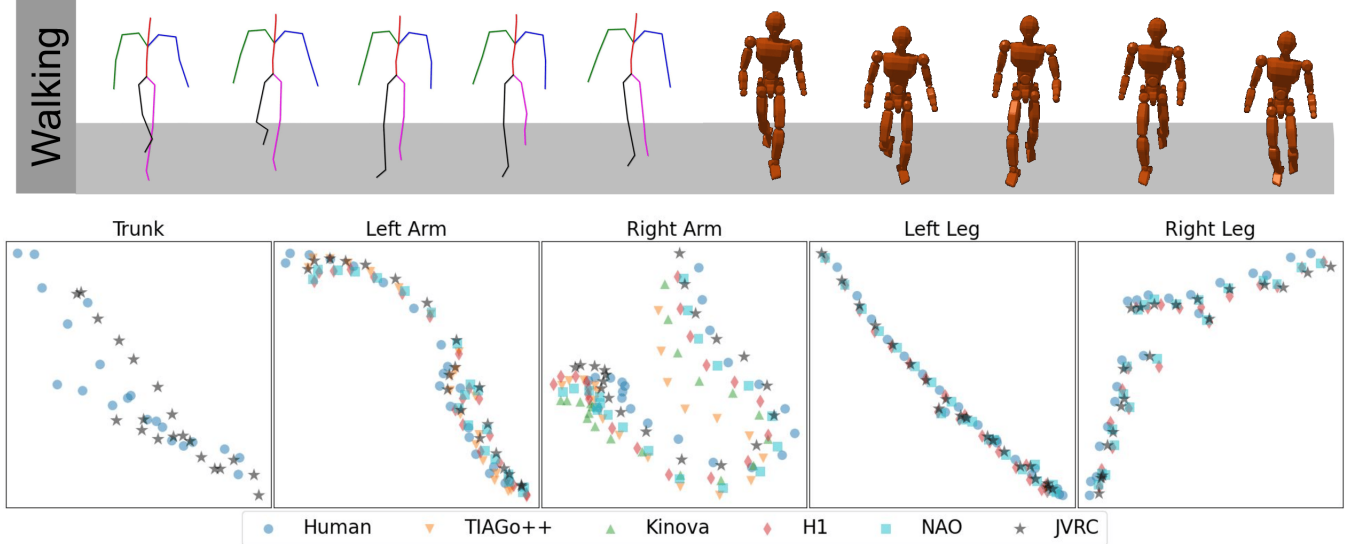 Walking
Trunk
Left Arm
Right Arm
Left Leg
Right Leg
Human TIAGo++ Kinova H1 NAO JVRC